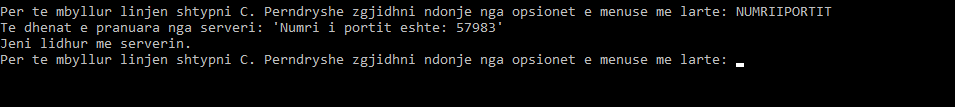 Per te mbyllur linjen shtypni C. Perndryshe zgjidhni ndonje nga opsionet e menuse me larte: NUMRIIPORTIT
Te dhenat e pranuara nga serveri: 'Numri i portit eshte: 57983'
Jeni lidhur me serverin.
Per te mbyllur linjen shtypni C. Perndryshe zgjidhni ndonje nga opsionet e menuse me larte: